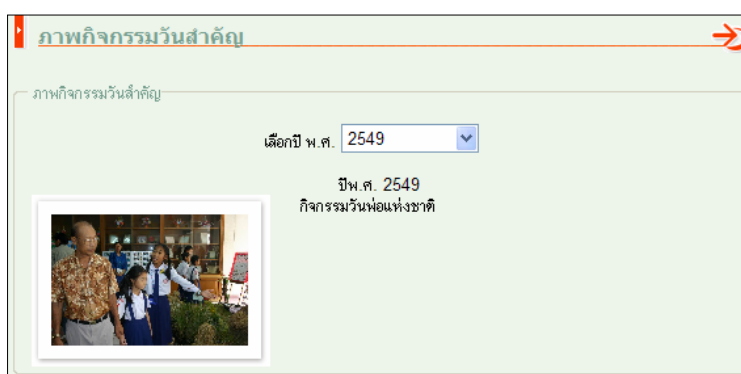 ภาพกิจกรรมวันสำคัญ
ภาพกิจกรรมวันสำคัญ
เลือกปี พ.ศ. 2549
ปีพ.ศ. 2549
กิจกรรมวันพ่อแห่งชาติ